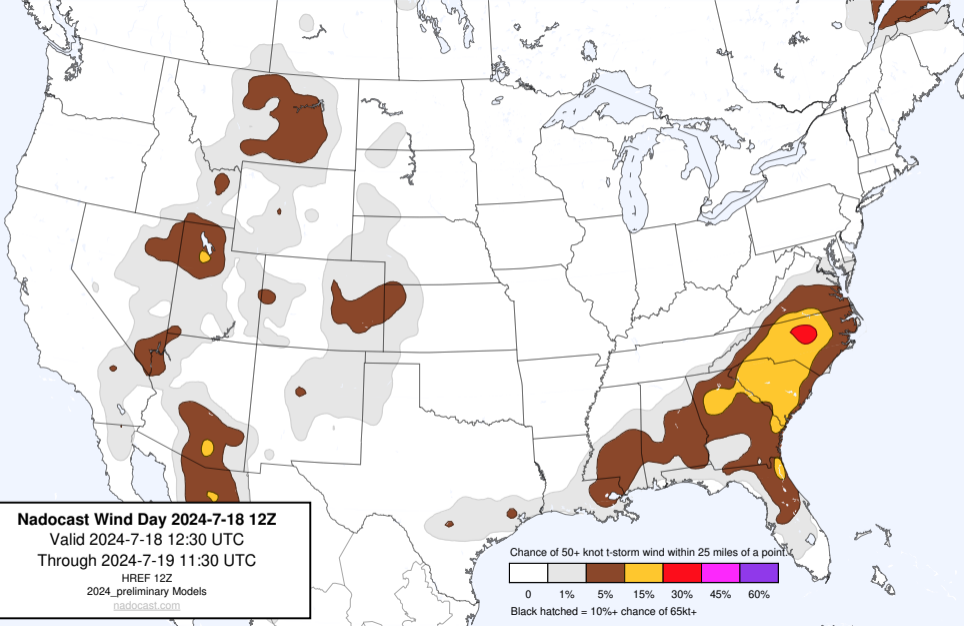 Nadocast Wind Day 2024-7-18 12Z
Valid 2024-7-18 12:30 UTC
Through 2024-7-19 11:30 UTC
HREF 12Z
2024_preliminary Models
nadocast.com
Chance of 50+ knot t-storm wind within 25 miles of a point.
0 1% 5% 15% 30% 45% 60%
Black hatched = 10%+ chance of 65kt+